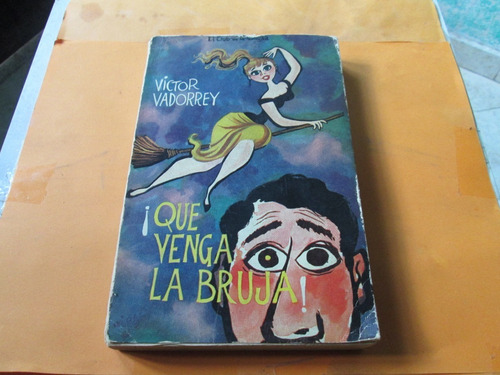 VÍCTOR
VADORREY
¡QUE
VENGA
LA BRUJA!